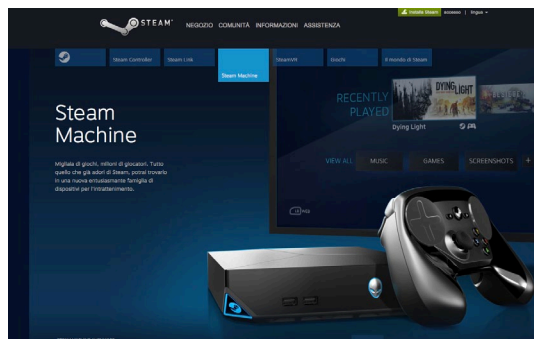 Installa Steam accesso | lingua
STEAM
NEGOZIO COMUNITÀ INFORMAZIONI ASSISTENZA
Steam Controller Steam Link Steam Machine SteamVR Giochi Il mondo di Steam
RECENTLY
PLAYED
DYING LIGHT
BESIEGE
Dying Light
Steam
Machine
VIEW ALL MUSIC GAMES SCREENSHOTS +
Migliaia di giochi, milioni di giocatori. Tutto
quello che già adori di Steam, potrai trovarlo
in una nuova entusiasmante famiglia di
dispositivi per l'intrattenimento.